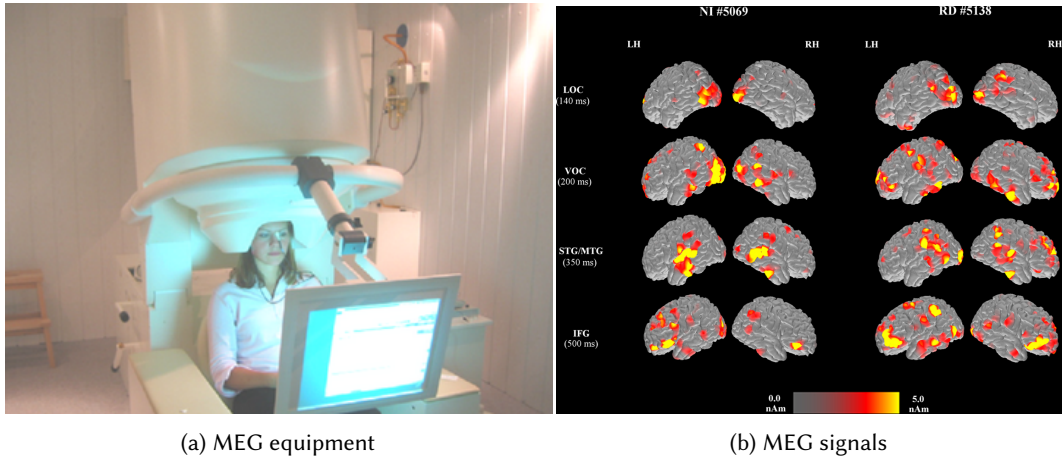 NI #5069
RD #5138
LH
RH
LH
RH
LOC
(140 ms)
VOC
(200 ms)
STG/MTG
(350 ms)
IFG
(500 ms)
0.0
nAm
5.0
nAm
(a) MEG equipment
(b) MEG signals